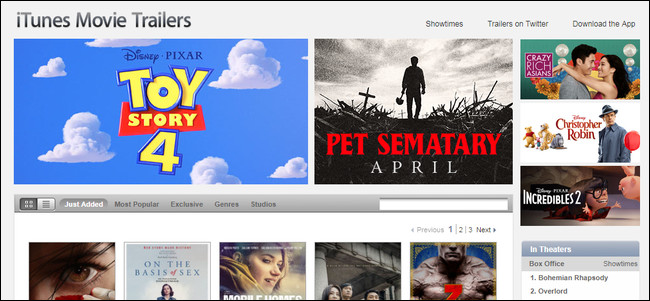 iTunes Movie Trailers
Showtimes Trailers on Twitter Download the App
Disney · PIXAR
TOY
STORY
4
PET SEMATARY
APRIL
CRAZY
RICH
ASIANS
Disney
Christopher
Robin
Disney · PIXAR
INCREDIBLES 2
Just Added Most Popular Exclusive Genres Studios
< Previous 1 | 2 | 3 Next >
ON THE
BASIS OF SEX
MOBILE HOMES
In Theaters
Box Office Showtimes
1. Bohemian Rhapsody
2. Overlord